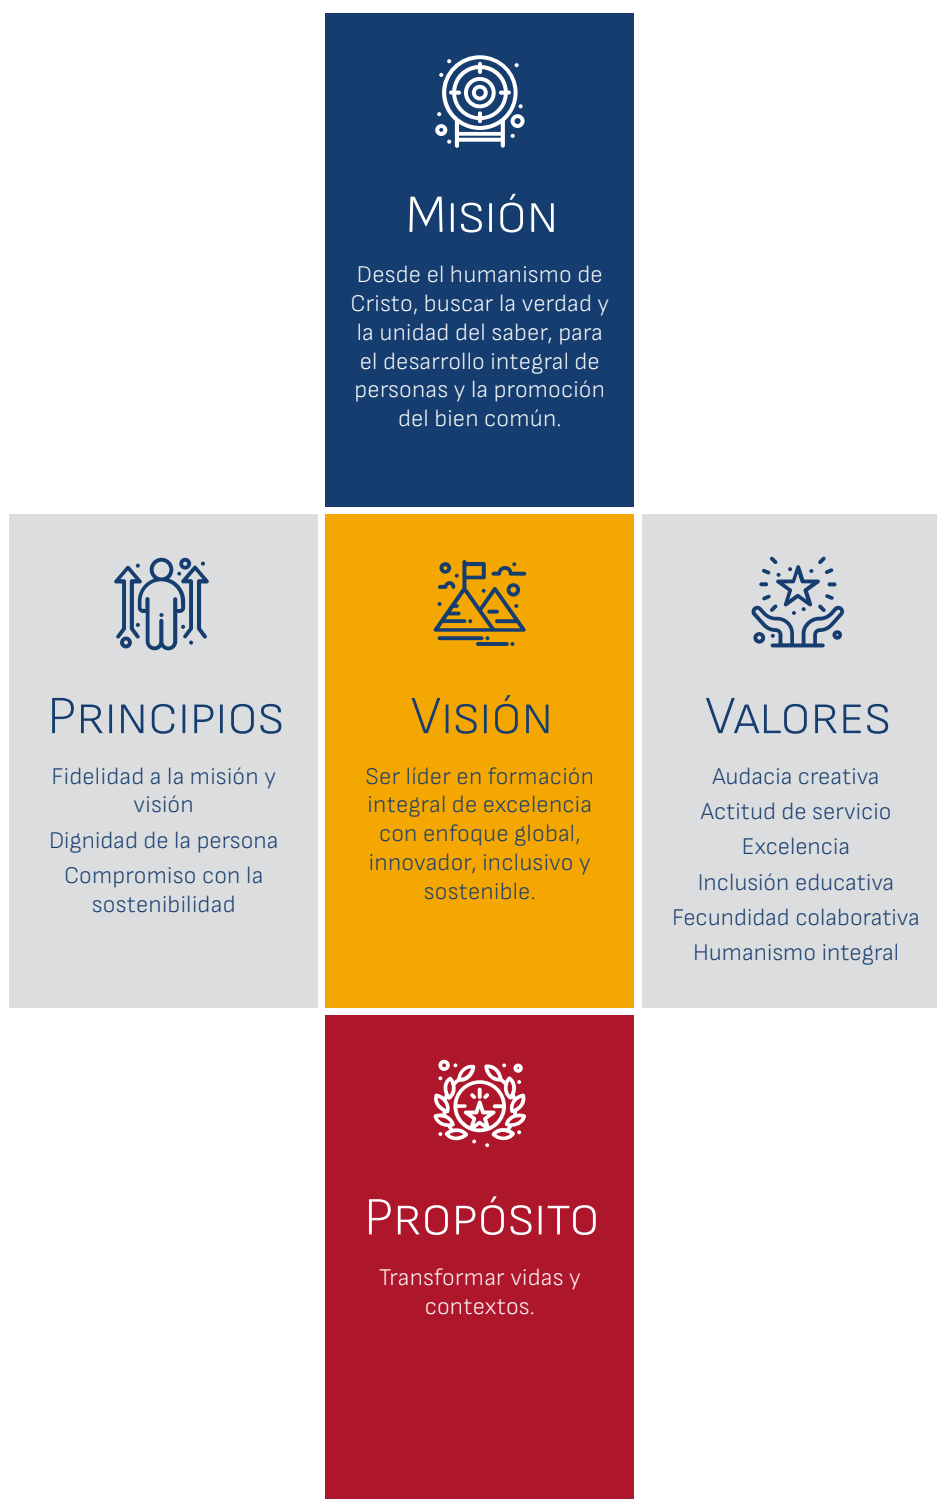 Misión
Desde el humanismo de
Cristo, buscar la verdad y
la unidad del saber, para
el desarrollo integral de
personas y la promoción
del bien común.
Principios
Fidelidad a la misión y
visión
Dignidad de la persona
Compromiso con la
sostenibilidad
Visión
Ser líder en formación
integral de excelencia
con enfoque global,
innovador, inclusivo y
sostenible.
Valores
Audacia creativa
Actitud de servicio
Excelencia
Inclusión educativa
Fecundidad colaborativa
Humanismo integral
Propósito
Transformar vidas y
contextos.